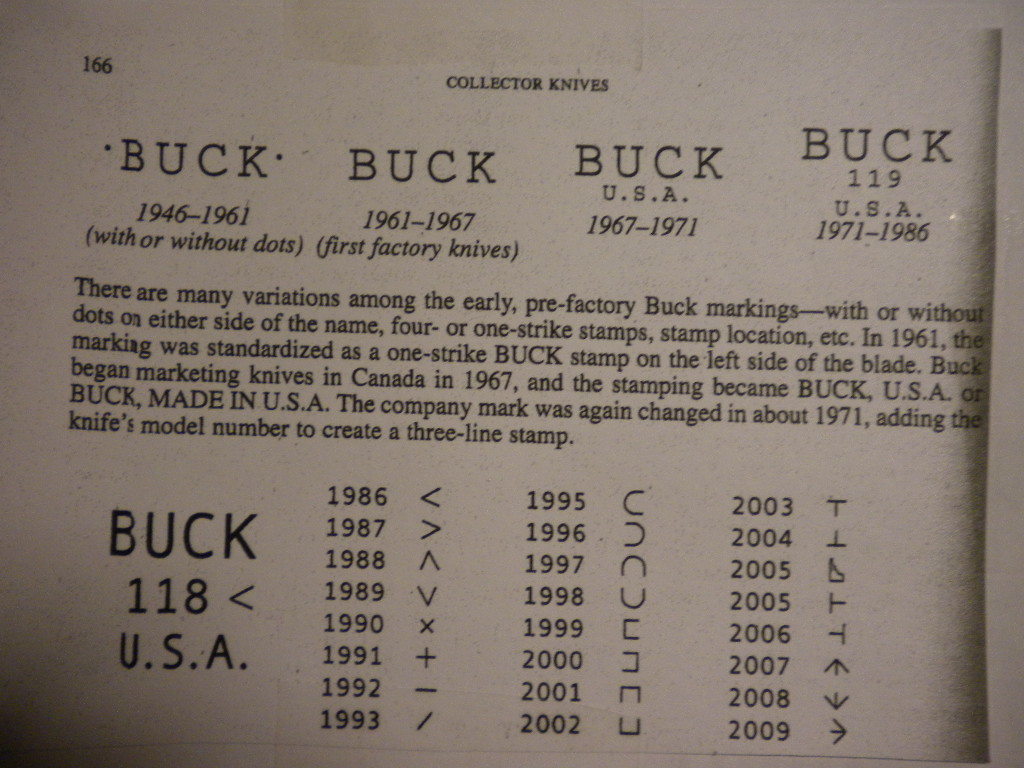 166
COLLECTOR KNIVES
·BUCK· BUCK BUCK BUCK
U.S.A. 119
U.S.A.
1946–1961 1961–1967 1967–1971 1971–1986
(with or without dots) (first factory knives)
There are many variations among the early, pre-factory Buck markings—with or without
dots on either side of the name, four- or one-strike stamps, stamp location, etc. In 1961, the
marking was standardized as a one-strike BUCK stamp on the left side of the blade. Buck
began marketing knives in Canada in 1967, and the stamping became BUCK, U.S.A. or
BUCK, MADE IN U.S.A. The company mark was again changed in about 1971, adding the
knife's model number to create a three-line stamp.
BUCK
118 <
U.S.A.
1986 <
1987 >
1988 ∧
1989 ∨
1990 ×
1991 +
1992 –
1993 /
1995 ⊂
1996 ⊃
1997 ∩
1998 ∪
1999 ⊏
2000 ⊐
2001 ⊓
2002 ⊔
2003 ⊤
2004 ⊥
2005
2005 ⊢
2006 ⊣
2007 ↑
2008 ↓
2009 →